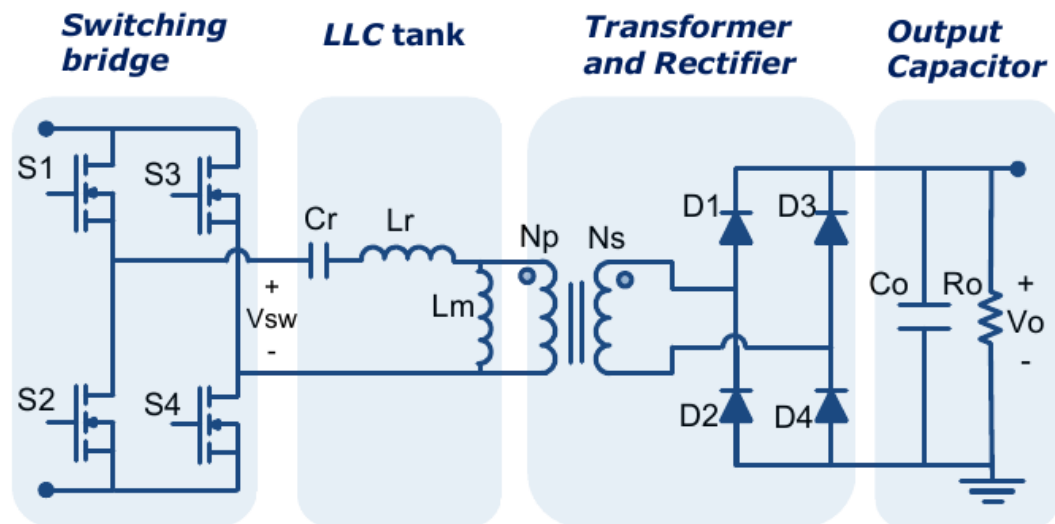 Switching
bridge
LLC tank
Transformer
and Rectifier
Output
Capacitor
S1
S3
Cr
Lr
Np
Ns
D1
D3
+
Vsw
-
Lm
Co
Ro
+
Vo
-
S2
S4
D2
D4